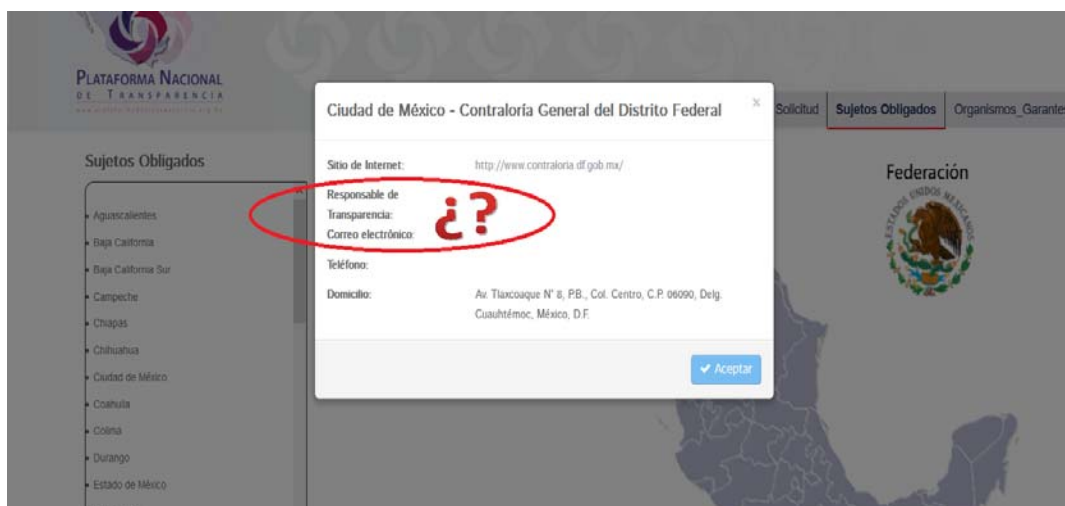 PLATAFORMA NACIONAL
DE TRANSPARENCIA
Solicitud
Sujetos Obligados
Organismos_Garantes
Ciudad de México - Contraloría General del Distrito Federal
x
Sitio de Internet: http://www.contraloria.df.gob.mx/
Responsable de
Transparencia:
Correo electrónico:
¿?
Teléfono:
Domicilio: Av. Tlaxcoaque N° 8, P.B., Col. Centro, C.P. 06090, Delg.
Cuauhtémoc, México, D.F.
Aceptar
Sujetos Obligados
Aguascalientes
Baja California
Baja California Sur
Campeche
Chiapas
Chihuahua
Ciudad de México
Coahuila
Colima
Durango
Estado de México
Federación